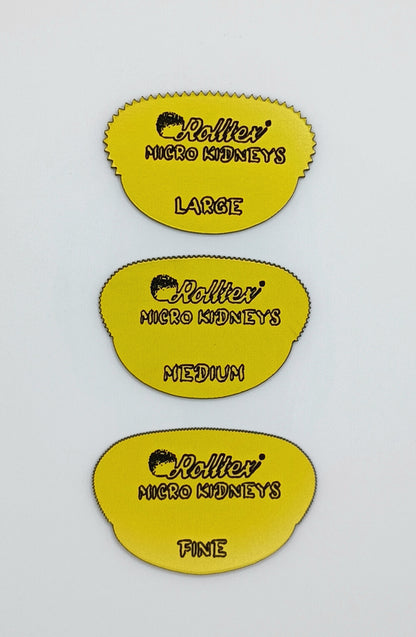 Rolltex
MICRO KIDNEYS
LARGE
Rolltex
MICRO KIDNEYS
MEDIUM
Rolltex
MICRO KIDNEYS
FINE